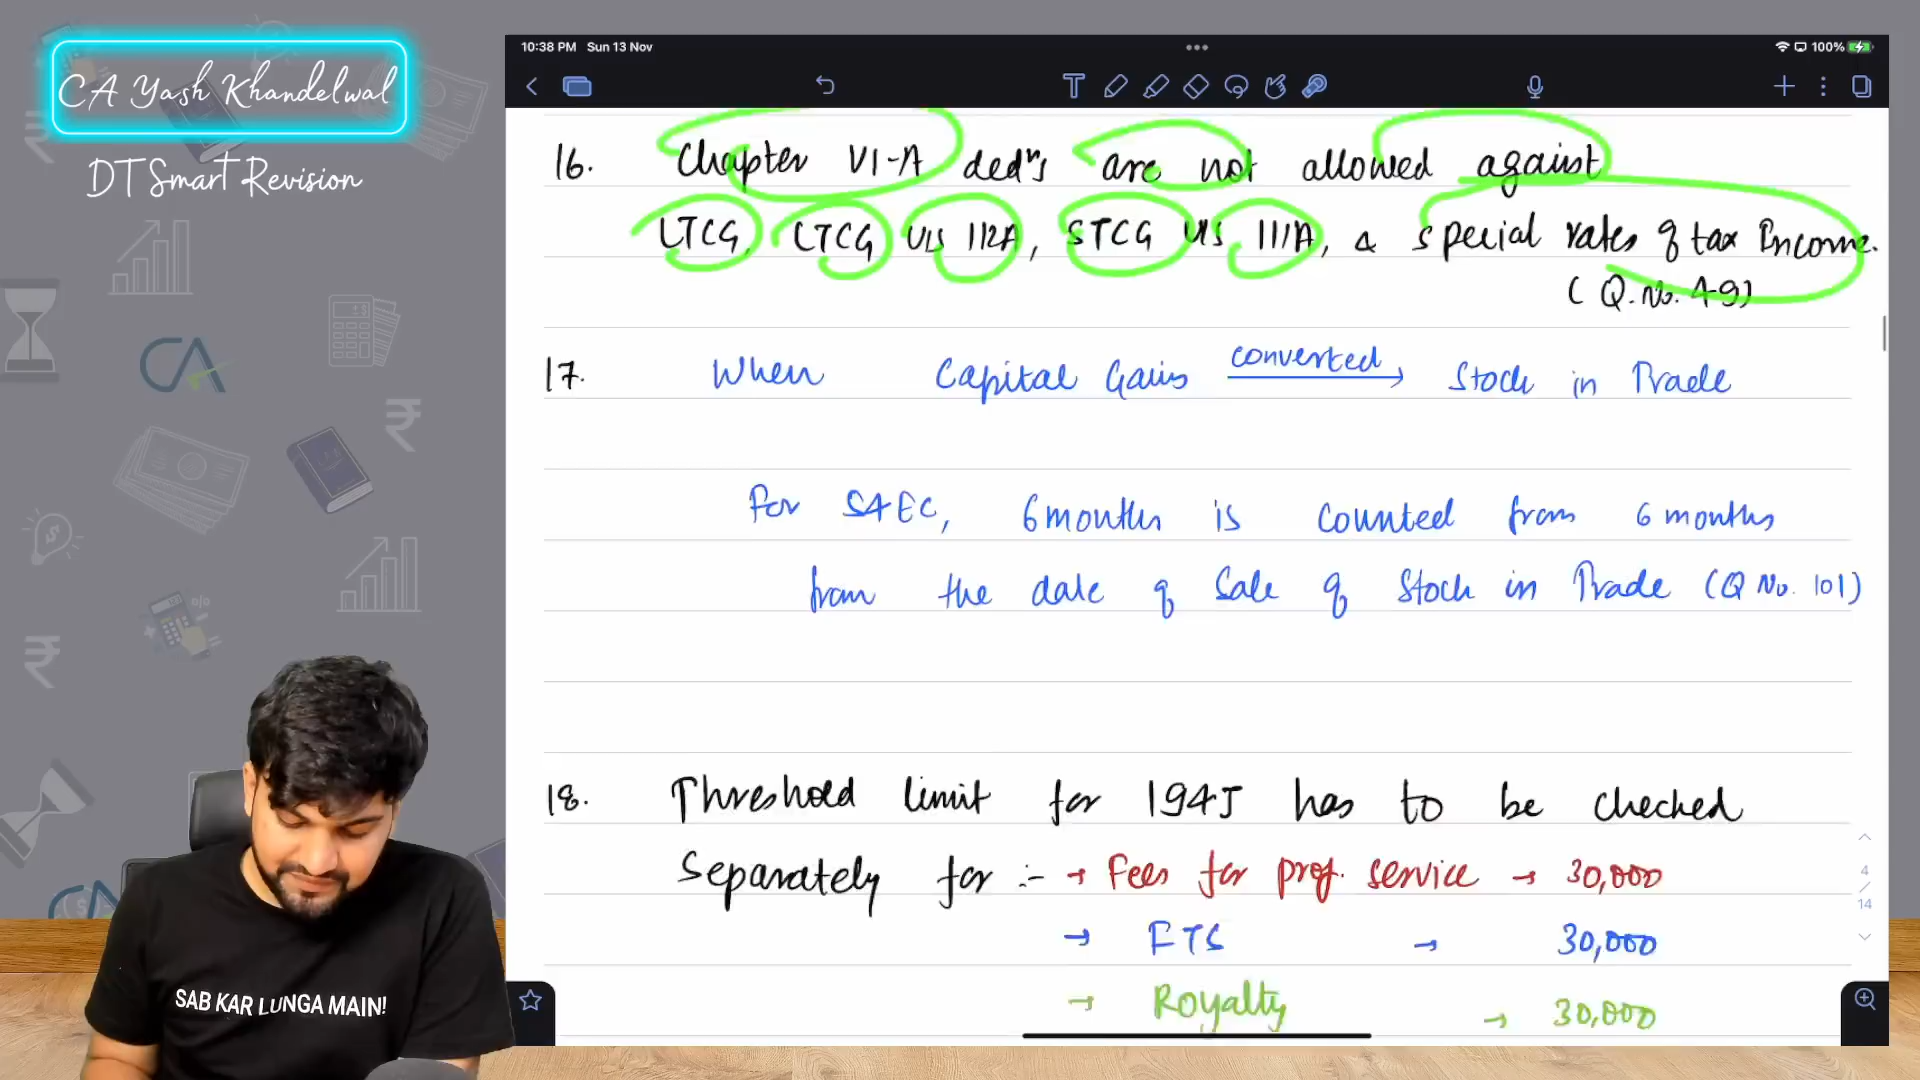 CA Yash Khandelwal
DT Smart Revision
10:38 PM Sun 13 Nov
100%
16. Chapter VI-A dedⁿs are not allowed against
LTCG, LTCG u/s 112A, STCG u/s 111A, & special rates of tax Income.
(Q.No. 49)
17. When Capital Gains converted → Stock in Trade
For 54EC, 6 months is counted from 6 months
from the date of Sale of Stock in Trade (Q No. 101)
18. Threshold limit for 194J has to be checked
Separately for :- → Fees for prof. service → 30,000
→ FTS → 30,000
→ Royalty → 30,000
4
/
14
SAB KAR LUNGA MAIN!
CA